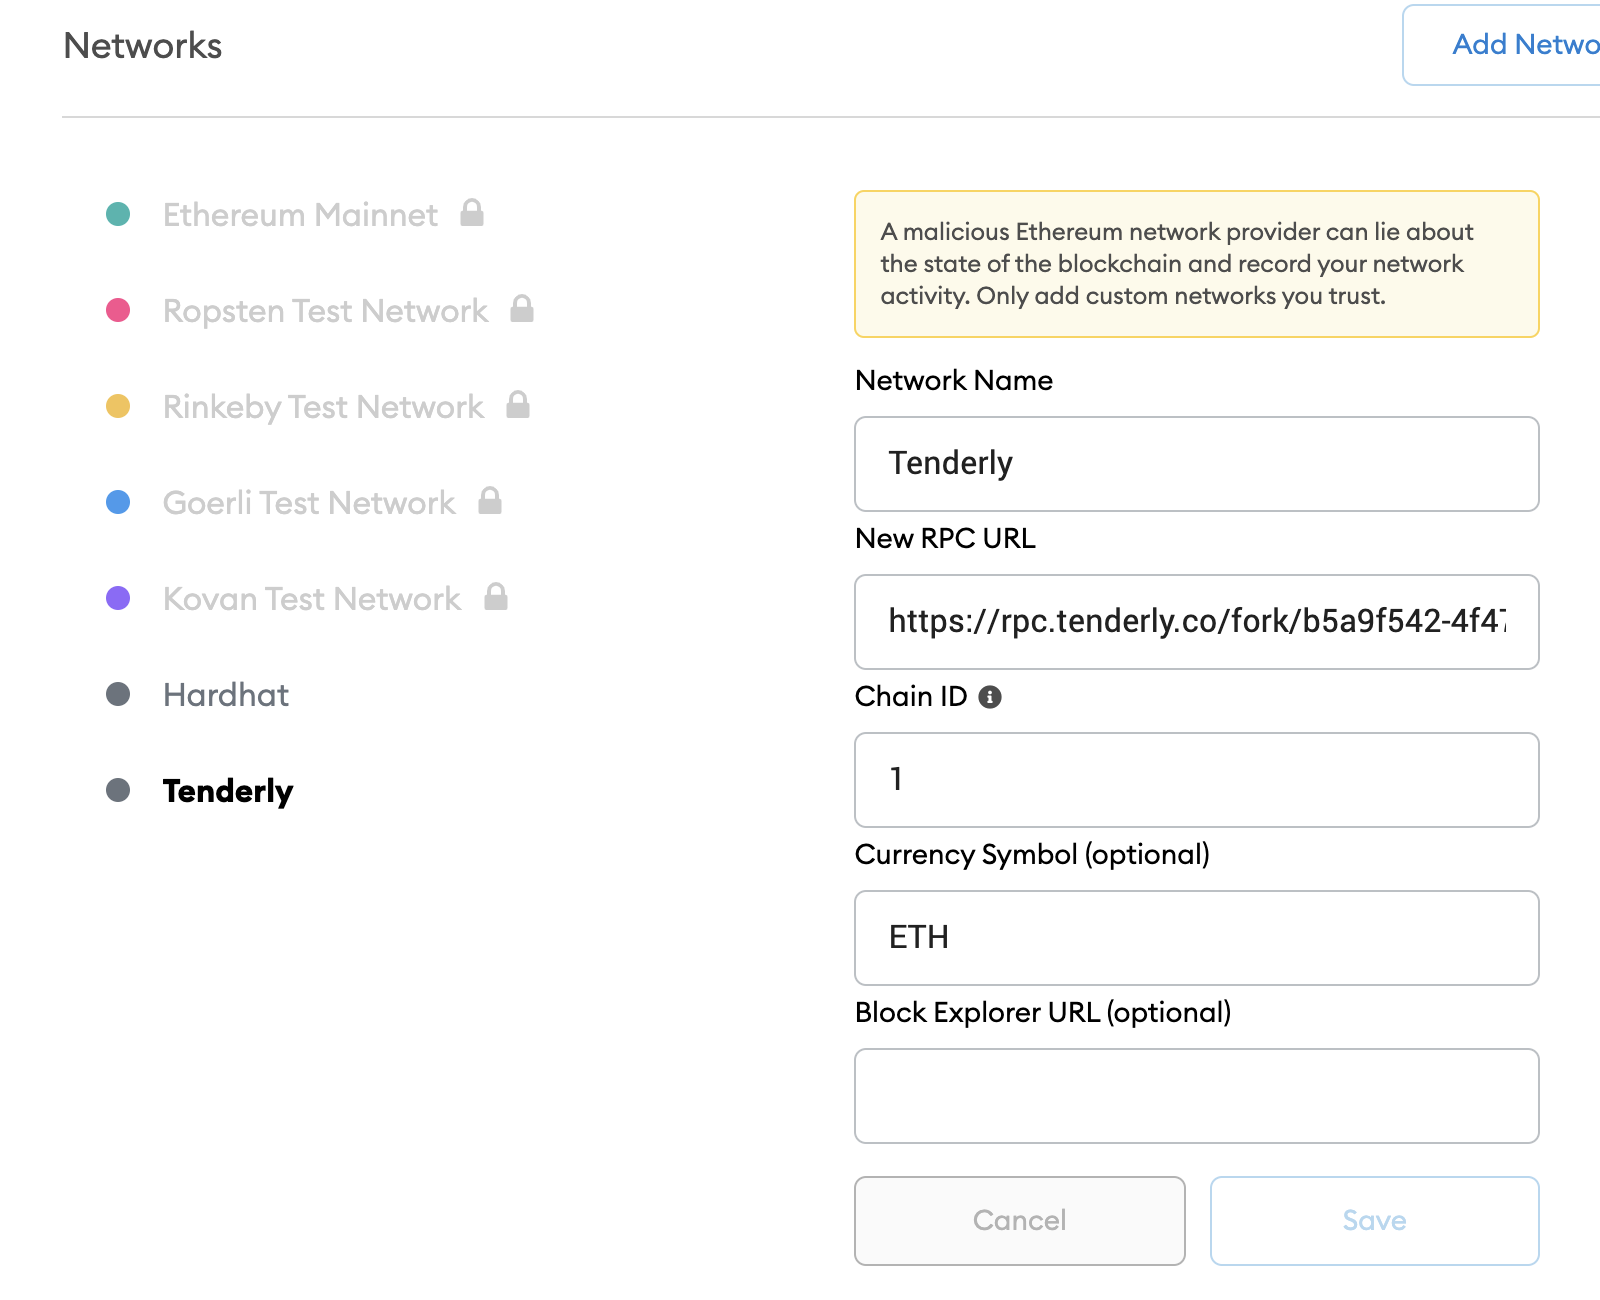 Networks
Add Netwo
Ethereum Mainnet
Ropsten Test Network
Rinkeby Test Network
Goerli Test Network
Kovan Test Network
Hardhat
Tenderly
A malicious Ethereum network provider can lie about
the state of the blockchain and record your network
activity. Only add custom networks you trust.
Network Name
Tenderly
New RPC URL
https://rpc.tenderly.co/fork/b5a9f542-4f47
Chain ID
1
Currency Symbol (optional)
ETH
Block Explorer URL (optional)
Cancel
Save